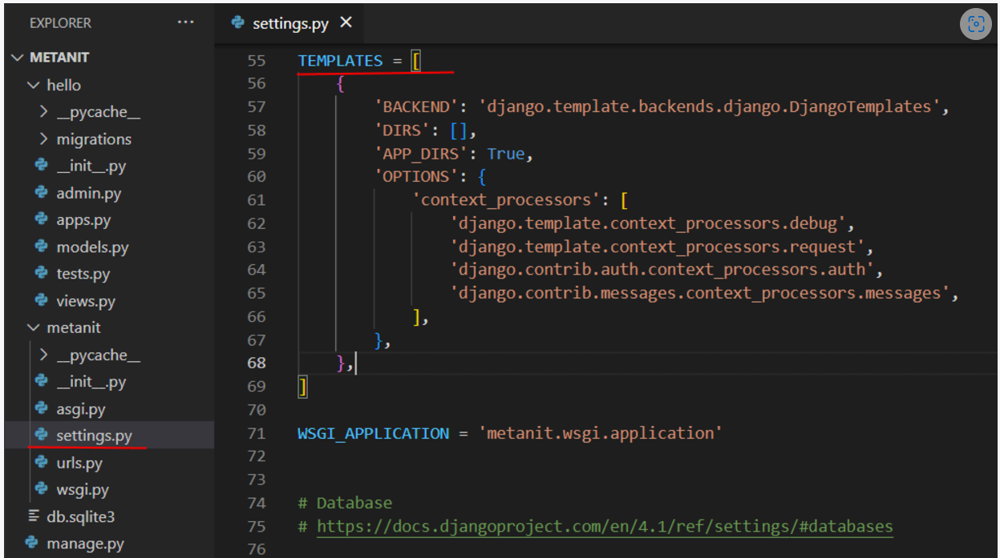 EXPLORER ...
METANIT
hello
__pycache__
migrations
__init__.py
admin.py
apps.py
models.py
tests.py
views.py
metanit
__pycache__
__init__.py
asgi.py
settings.py
urls.py
wsgi.py
db.sqlite3
manage.py
settings.py
55 TEMPLATES = [
56     {
57         'BACKEND': 'django.template.backends.django.DjangoTemplates',
58         'DIRS': [],
59         'APP_DIRS': True,
60         'OPTIONS': {
61             'context_processors': [
62                 'django.template.context_processors.debug',
63                 'django.template.context_processors.request',
64                 'django.contrib.auth.context_processors.auth',
65                 'django.contrib.messages.context_processors.messages',
66             ],
67         },
68     },
69 ]
70
71 WSGI_APPLICATION = 'metanit.wsgi.application'
72
73
74 # Database
75 # https://docs.djangoproject.com/en/4.1/ref/settings/#databases
76